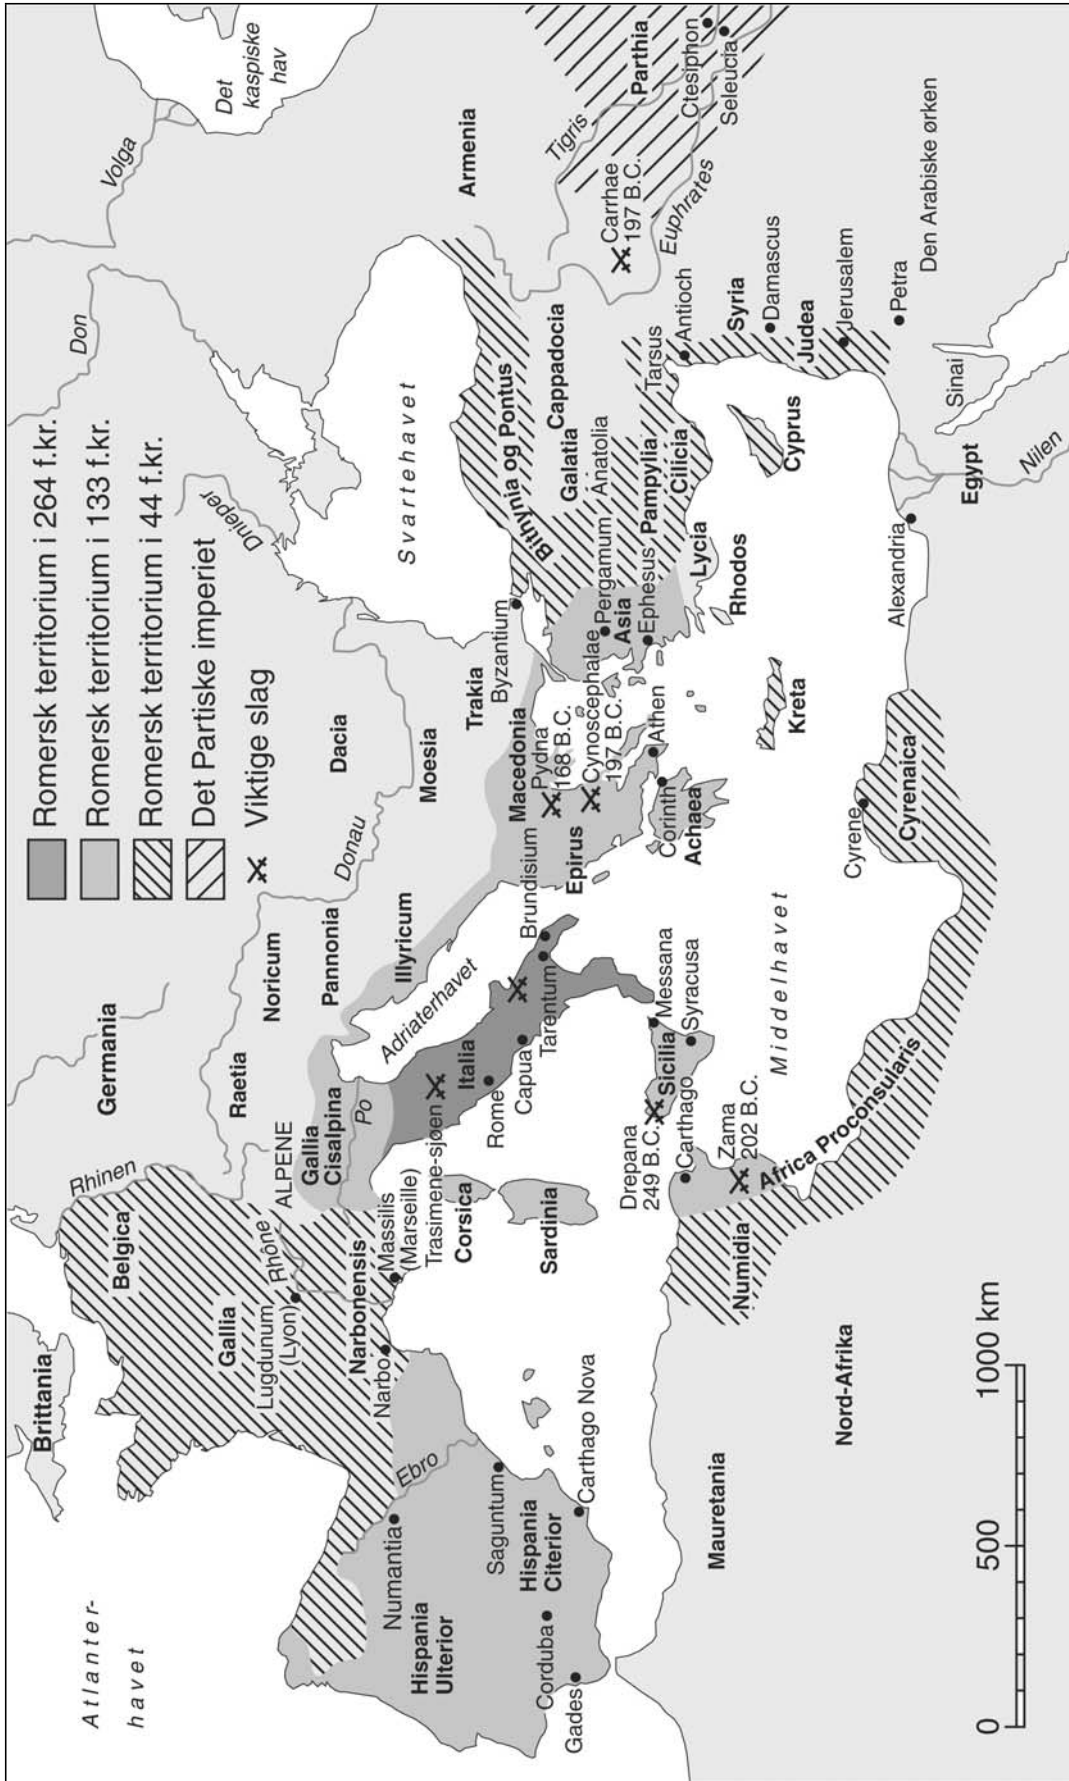 Romersk territorium i 264 f.kr.
Romersk territorium i 133 f.kr.
Romersk territorium i 44 f.kr.
Det Partiske imperiet
Viktige slag
Atlanter-
havet
Brittania
Belgica
Rhinen
Germania
Gallia
Lugdunum
(Lyon)
Rhône
ALPENE
Raetia
Noricum
Pannonia
Donau
Dacia
Moesia
Dnieper
Don
Volga
Det
kaspiske
hav
Svartehavet
Armenia
Narbonensis
Narbo
Massilis
(Marseille)
Gallia
Cisalpina
Po
Illyricum
Adriaterhavet
Trasimene-sjøen
Italia
Rome
Capua
Tarentum
Brundisium
Corsica
Sardinia
Ebro
Numantia
Hispania
Ulterior
Saguntum
Hispania
Citerior
Corduba
Gades
Carthago Nova
Macedonia
Pydna
168 B.C.
Cynoscephalae
197 B.C.
Epirus
Athen
Corinth
Achaea
Trakia
Byzantium
Bithynia og Pontus
Galatia
Cappadocia
Anatolia
Pergamum
Asia
Ephesus
Pampylia
Cilicia
Lycia
Rhodos
Tarsus
Antioch
Carrhae
197 B.C.
Tigris
Parthia
Ctesiphon
Seleucia
Euphrates
Syria
Damascus
Judea
Jerusalem
Petra
Den Arabiske ørken
Sinai
Cyprus
Kreta
Egypt
Nilen
Alexandria
Cyrene
Cyrenaica
Middelhavet
Messana
Sicilia
Syracusa
Drepana
249 B.C.
Carthago
Zama
202 B.C.
Africa Proconsularis
Numidia
Mauretania
Nord-Afrika
0
500
1000 km